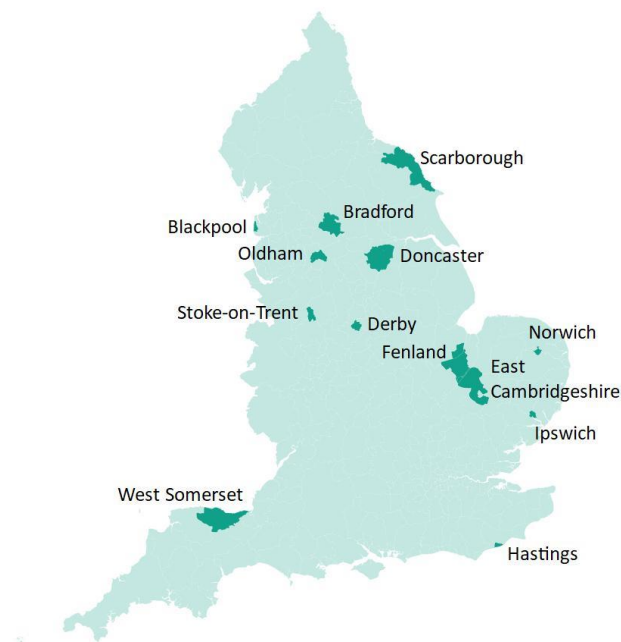 Scarborough
Bradford
Blackpool
Oldham
Doncaster
Stoke-on-Trent
Derby
Norwich
Fenland
East
Cambridgeshire
Ipswich
West Somerset
Hastings